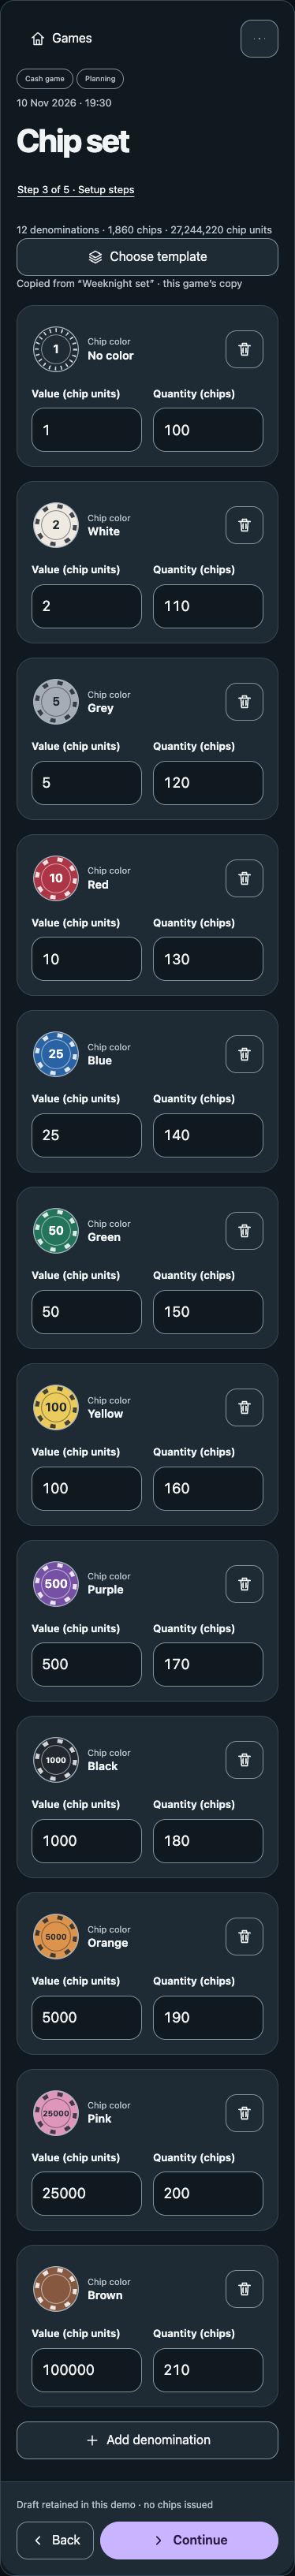 Games
Cash game Planning
10 Nov 2026 · 19:30
Chip set
Step 3 of 5 · Setup steps
12 denominations · 1,860 chips · 27,244,220 chip units
Choose template
Copied from “Weeknight set” · this game’s copy
1
Chip color
No color
Value (chip units) Quantity (chips)
1 100
2
Chip color
White
Value (chip units) Quantity (chips)
2 110
5
Chip color
Grey
Value (chip units) Quantity (chips)
5 120
10
Chip color
Red
Value (chip units) Quantity (chips)
10 130
25
Chip color
Blue
Value (chip units) Quantity (chips)
25 140
50
Chip color
Green
Value (chip units) Quantity (chips)
50 150
100
Chip color
Yellow
Value (chip units) Quantity (chips)
100 160
500
Chip color
Purple
Value (chip units) Quantity (chips)
500 170
1000
Chip color
Black
Value (chip units) Quantity (chips)
1000 180
5000
Chip color
Orange
Value (chip units) Quantity (chips)
5000 190
25000
Chip color
Pink
Value (chip units) Quantity (chips)
25000 200
Chip color
Brown
Value (chip units) Quantity (chips)
100000 210
Add denomination
Draft retained in this demo · no chips issued
Back Continue